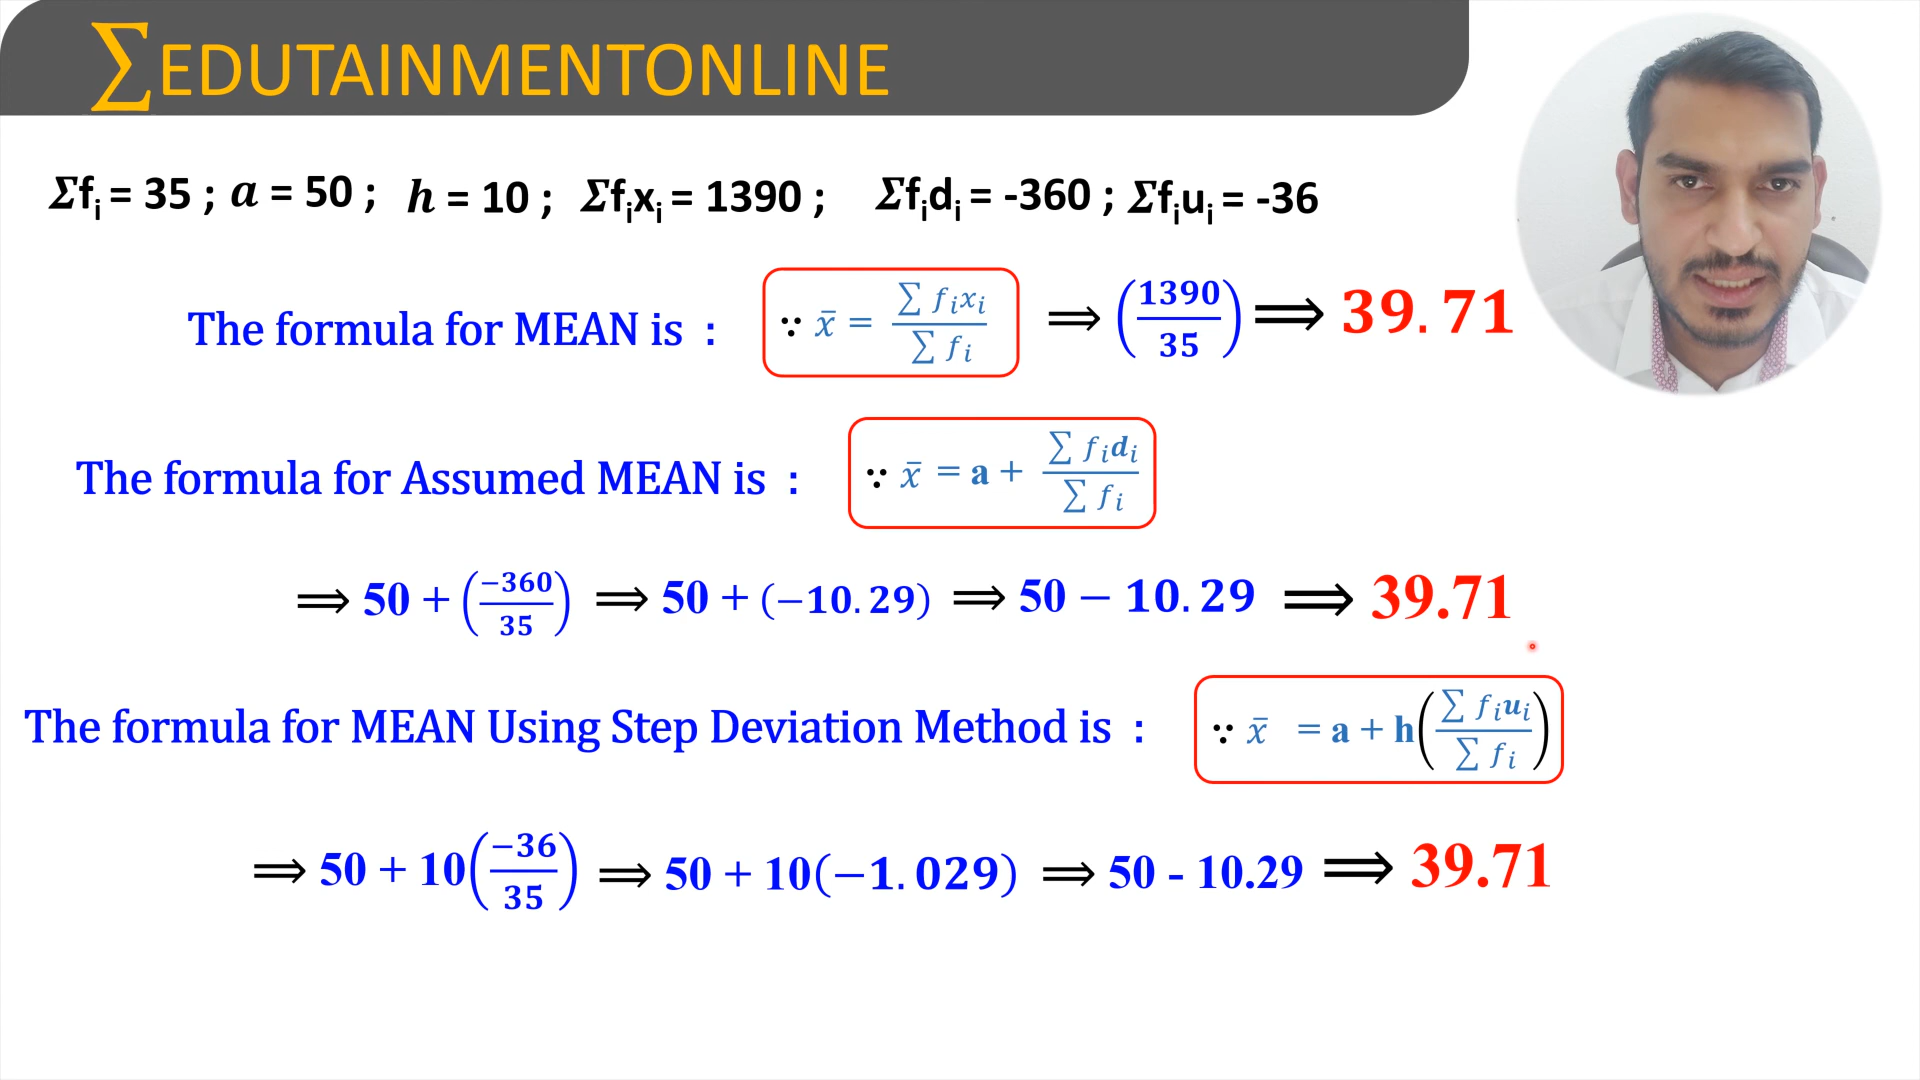 ∑EDUTAINMENTONLINE
Σfᵢ = 35 ; a = 50 ; h = 10 ; Σfᵢxᵢ = 1390 ; Σfᵢdᵢ = -360 ; Σfᵢuᵢ = -36
The formula for MEAN is : ∵ x̄ = ∑ fᵢxᵢ / ∑ fᵢ ⟹ (1390/35) ⟹ 39.71
The formula for Assumed MEAN is : ∵ x̄ = a + ∑ fᵢdᵢ / ∑ fᵢ
⟹ 50 + (−360/35) ⟹ 50 + (−10.29) ⟹ 50 − 10.29 ⟹ 39.71
The formula for MEAN Using Step Deviation Method is : ∵ x̄ = a + h(∑ fᵢuᵢ / ∑ fᵢ)
⟹ 50 + 10(−36/35) ⟹ 50 + 10(−1.029) ⟹ 50 - 10.29 ⟹ 39.71